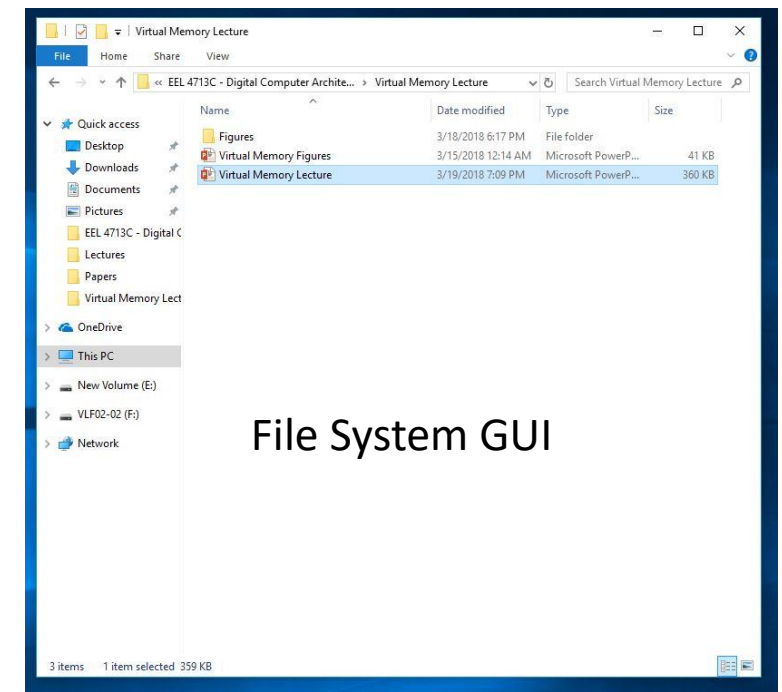 Virtual Memory Lecture
File Home Share View
« EEL 4713C - Digital Computer Archite... › Virtual Memory Lecture Search Virtual Memory Lecture
Name Date modified Type Size
Quick access
Desktop
Downloads
Documents
Pictures
EEL 4713C - Digital C
Lectures
Papers
Virtual Memory Lect
OneDrive
This PC
New Volume (E:)
VLF02-02 (F:)
Network
Figures 3/18/2018 6:17 PM File folder
Virtual Memory Figures 3/15/2018 12:14 AM Microsoft PowerP... 41 KB
Virtual Memory Lecture 3/19/2018 7:09 PM Microsoft PowerP... 360 KB
File System GUI
3 items 1 item selected 359 KB